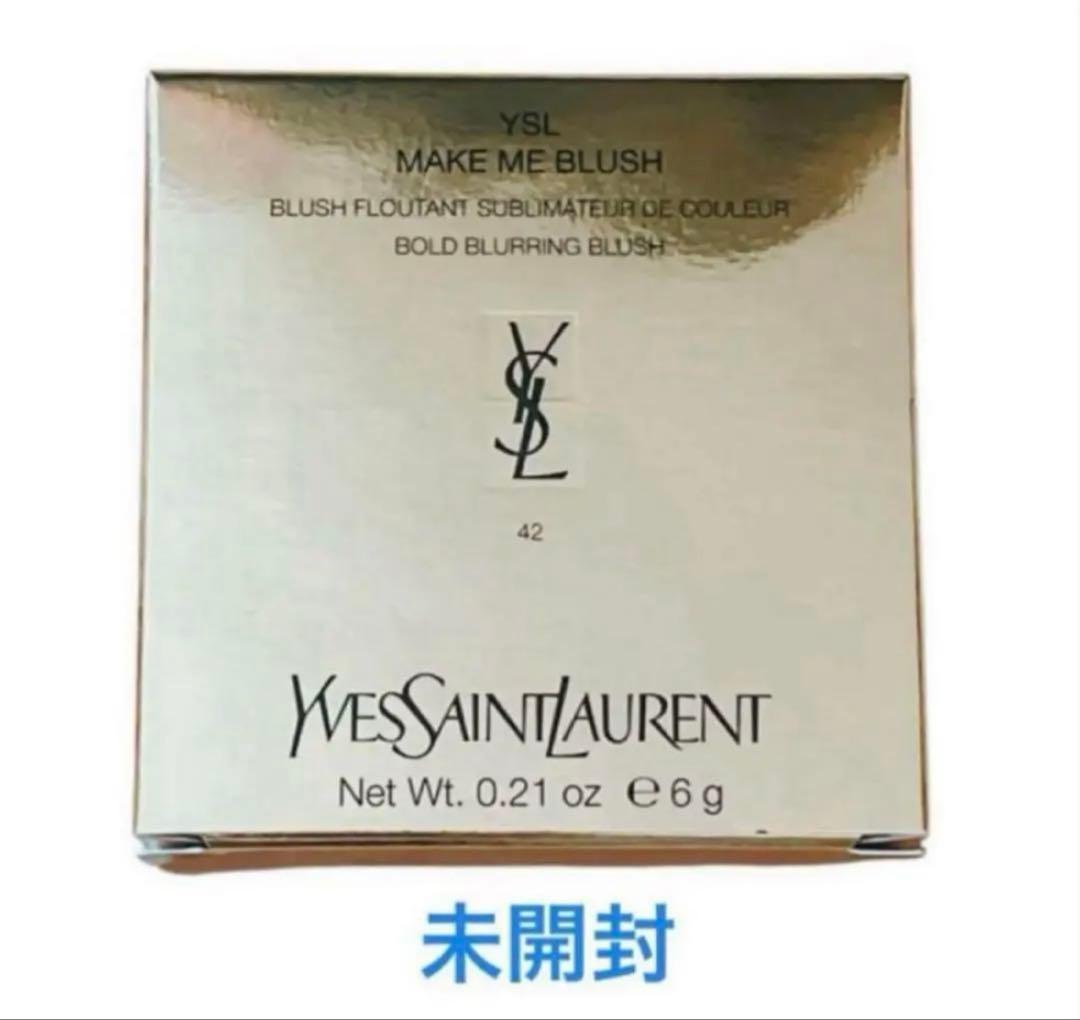 YSL
MAKE ME BLUSH
BLUSH FLOUTANT SUBLIMATEUR DE COULEUR
BOLD BLURRING BLUSH
YSL
42
YVESSAINTLAURENT
Net Wt. 0.21 oz ℮ 6 g
未開封